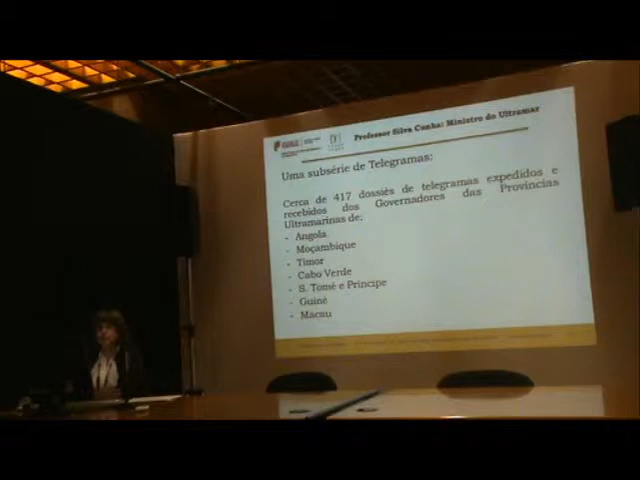 Professor Silva Cunha: Ministro do Ultramar
Uma subsérie de Telegramas:
Cerca de 417 dossiês de telegramas expedidos e
recebidos dos Governadores das Províncias
Ultramarinas de:
- Angola
- Moçambique
- Timor
- Cabo Verde
- S. Tomé e Príncipe
- Guiné
- Macau